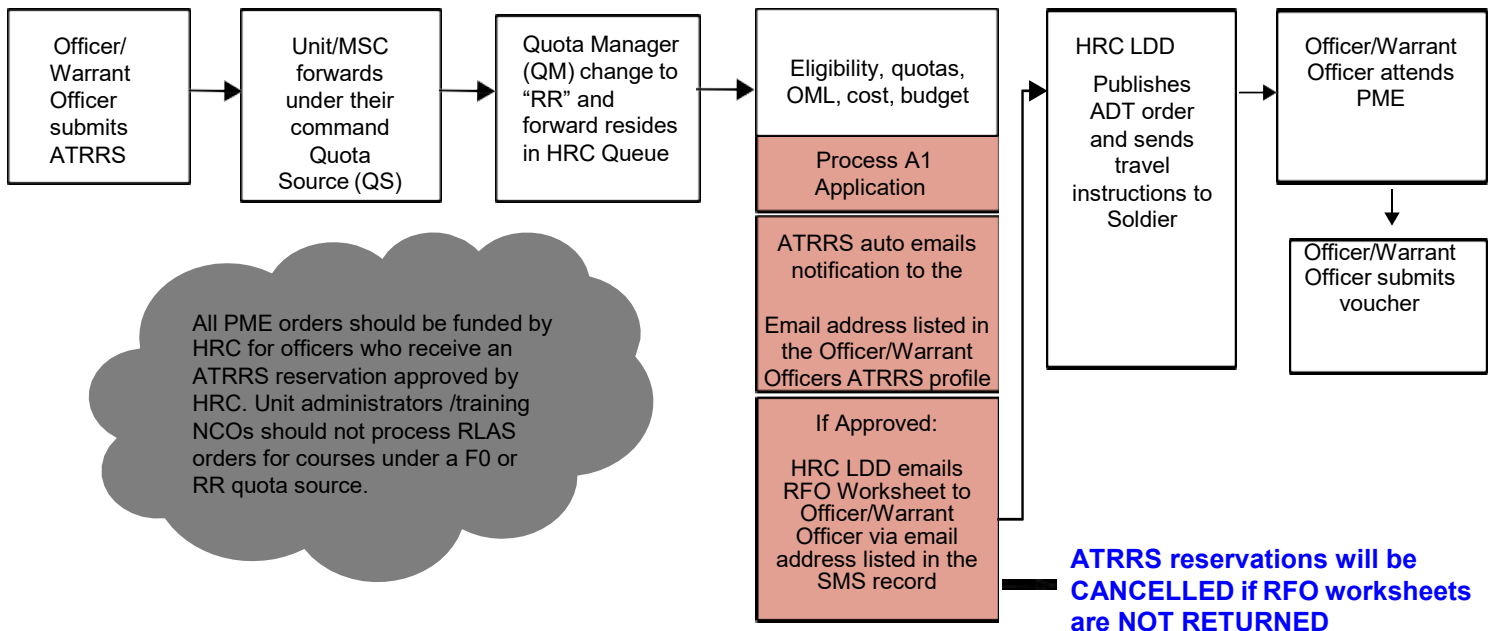 Officer/
Warrant
Officer
submits
ATRRS
Unit/MSC
forwards
under their
command
Quota
Source (QS)
Quota Manager
(QM) change to
“RR” and
forward resides
in HRC Queue
Eligibility, quotas,
OML, cost, budget
Process A1
Application
ATRRS auto emails
notification to the
Email address listed in
the Officer/Warrant
Officers ATRRS profile
If Approved:
HRC LDD emails
RFO Worksheet to
Officer/Warrant
Officer via email
address listed in the
SMS record
HRC LDD
Publishes
ADT order
and sends
travel
instructions to
Soldier
Officer/Warrant
Officer attends
PME
Officer/Warrant
Officer submits
voucher
All PME orders should be funded by
HRC for officers who receive an
ATRRS reservation approved by
HRC. Unit administrators /training
NCOs should not process RLAS
orders for courses under a F0 or
RR quota source.
ATRRS reservations will be
CANCELLED if RFO worksheets
are NOT RETURNED